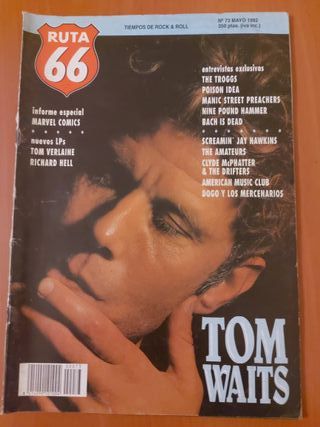 RUTA
66
TIEMPOS DE ROCK & ROLL
Nº 73 MAYO 1992
350 ptas. (iva inc.)
informe especial
MARVEL COMICS
nuevos LPs
TOM VERLAINE
RICHARD HELL
entrevistas exclusivas
THE TROGGS
POISON IDEA
MANIC STREET PREACHERS
NINE POUND HAMMER
BACH IS DEAD
SCREAMIN' JAY HAWKINS
THE AMATEURS
CLYDE McPHATTER
& THE DRIFTERS
AMERICAN MUSIC CLUB
DOGO Y LOS MERCENARIOS
TOM
WAITS